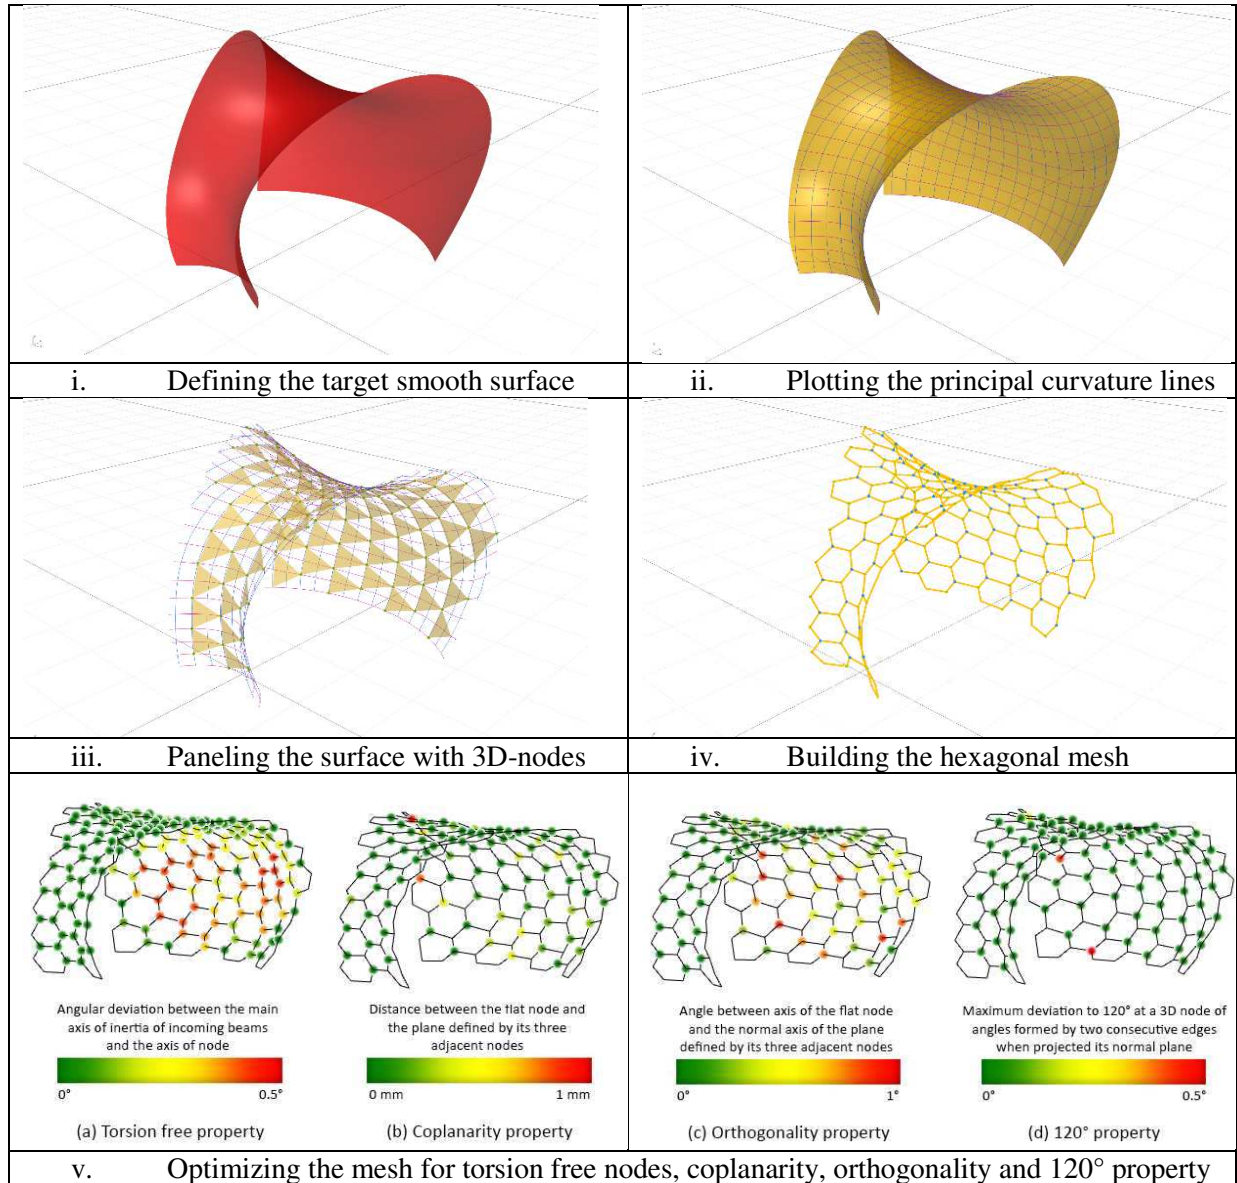 i. Defining the target smooth surface
ii. Plotting the principal curvature lines
iii. Paneling the surface with 3D-nodes
iv. Building the hexagonal mesh
Angular deviation between the main
axis of inertia of incoming beams
and the axis of node
0° 0.5°
(a) Torsion free property
Distance between the flat node and
the plane defined by its three
adjacent nodes
0 mm 1 mm
(b) Coplanarity property
Angle between axis of the flat node
and the normal axis of the plane
defined by its three adjacent nodes
0° 1°
(c) Orthogonality property
Maximum deviation to 120° at a 3D node of
angles formed by two consecutive edges
when projected its normal plane
0° 0.5°
(d) 120° property
v. Optimizing the mesh for torsion free nodes, coplanarity, orthogonality and 120° property